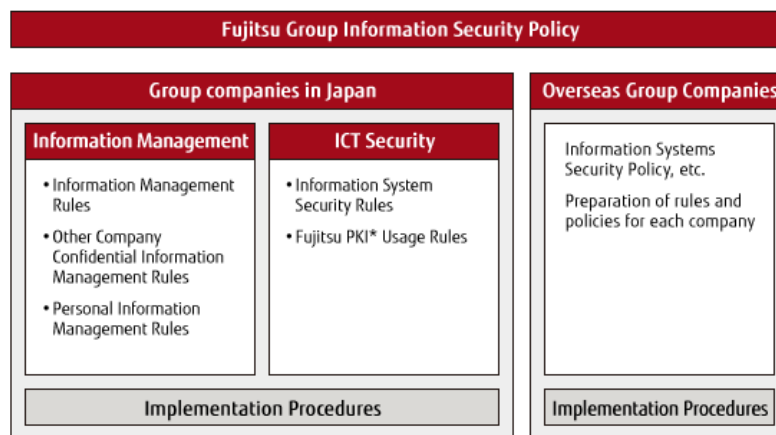 Fujitsu Group Information Security Policy
Group companies in Japan
Information Management
• Information Management
Rules
• Other Company
Confidential Information
Management Rules
• Personal Information
Management Rules
ICT Security
• Information System
Security Rules
• Fujitsu PKI* Usage Rules
Implementation Procedures
Overseas Group Companies
Information Systems
Security Policy, etc.
Preparation of rules and
policies for each company
Implementation Procedures